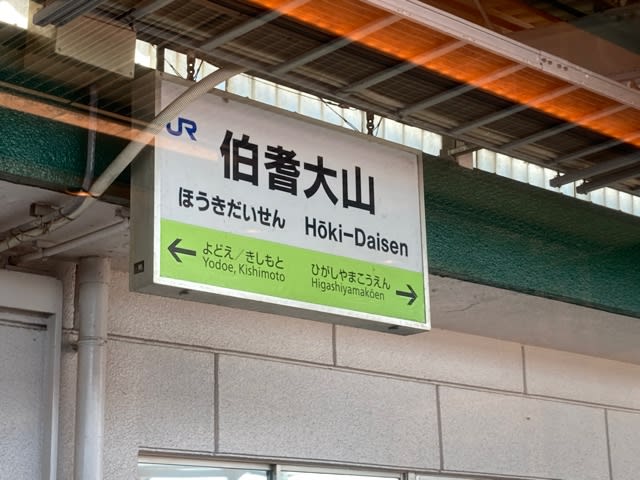 JR
伯耆大山
ほうきだいせん Hōki-Daisen
← よどえ／きしもと
Yodoe, Kishimoto
ひがしやまこうえん
Higashiyamakōen →